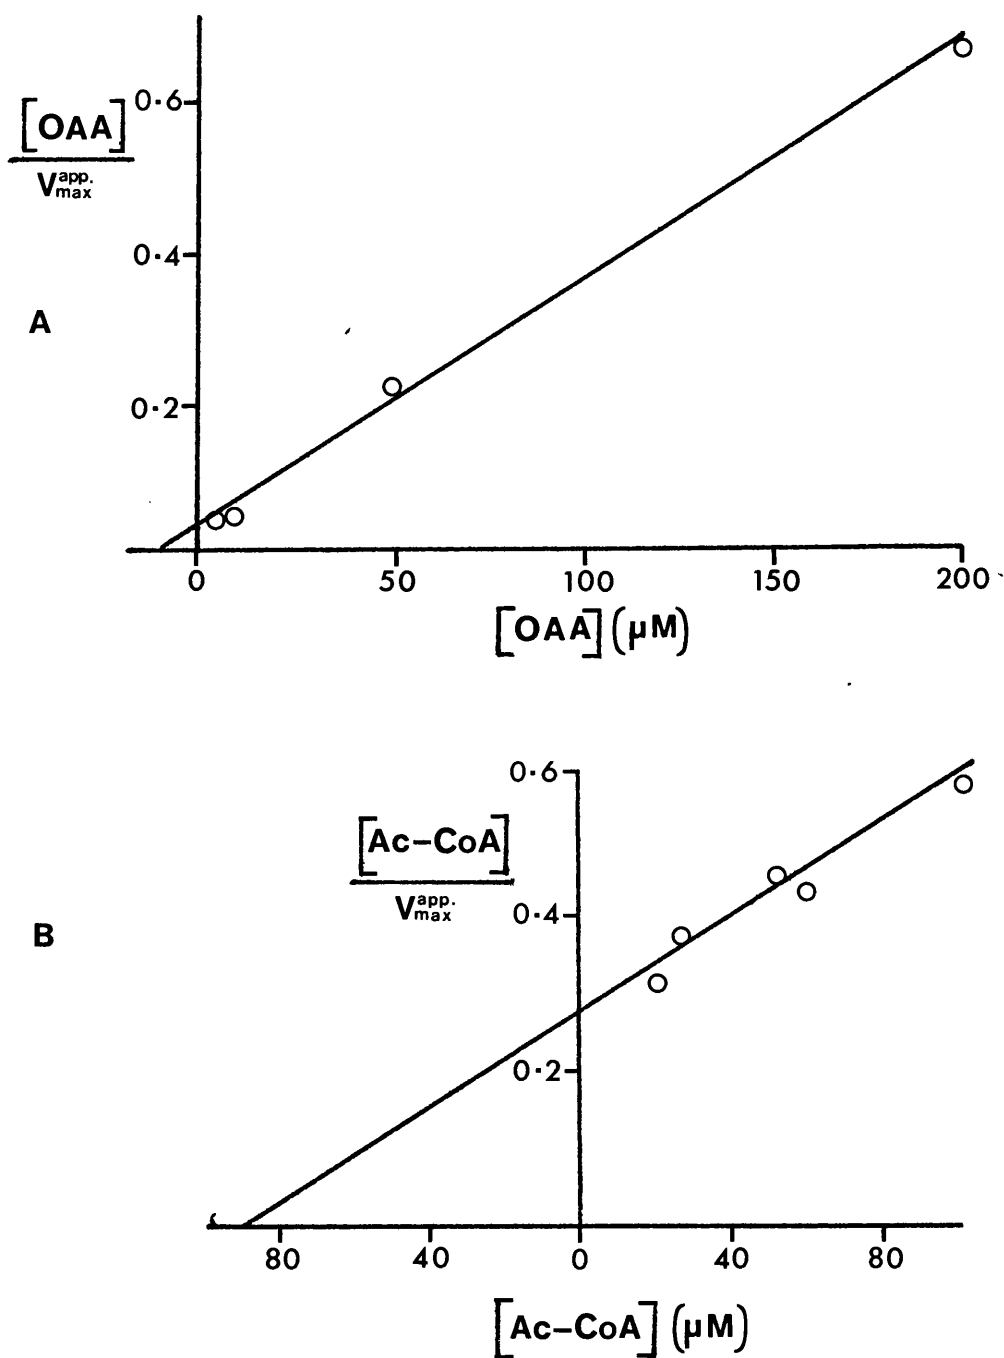 [OAA]
V app. max
0·6
0·4
0·2
A
0 50 100 150 200
[OAA] (µM)
0·6
[Ac-CoA]
V app. max
0·4
0·2
B
80 40 0 40 80
[Ac-CoA] (µM)